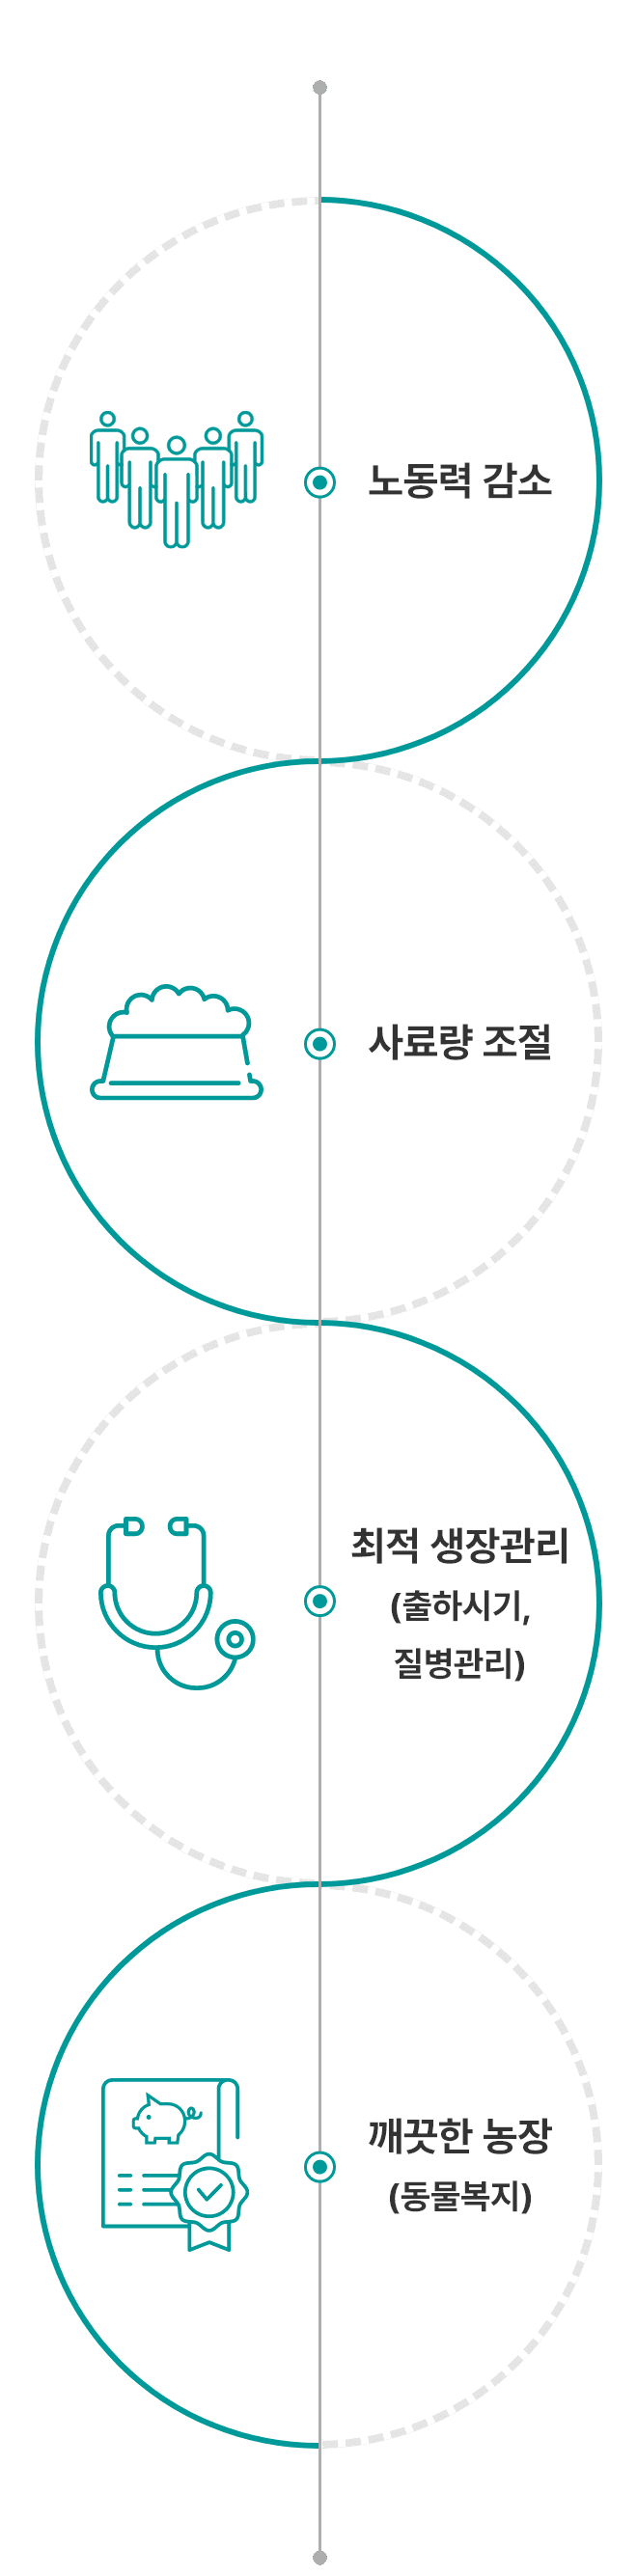 노동력 감소
사료량 조절
최적 생장관리
(출하시기,
질병관리)
깨끗한 농장
(동물복지)